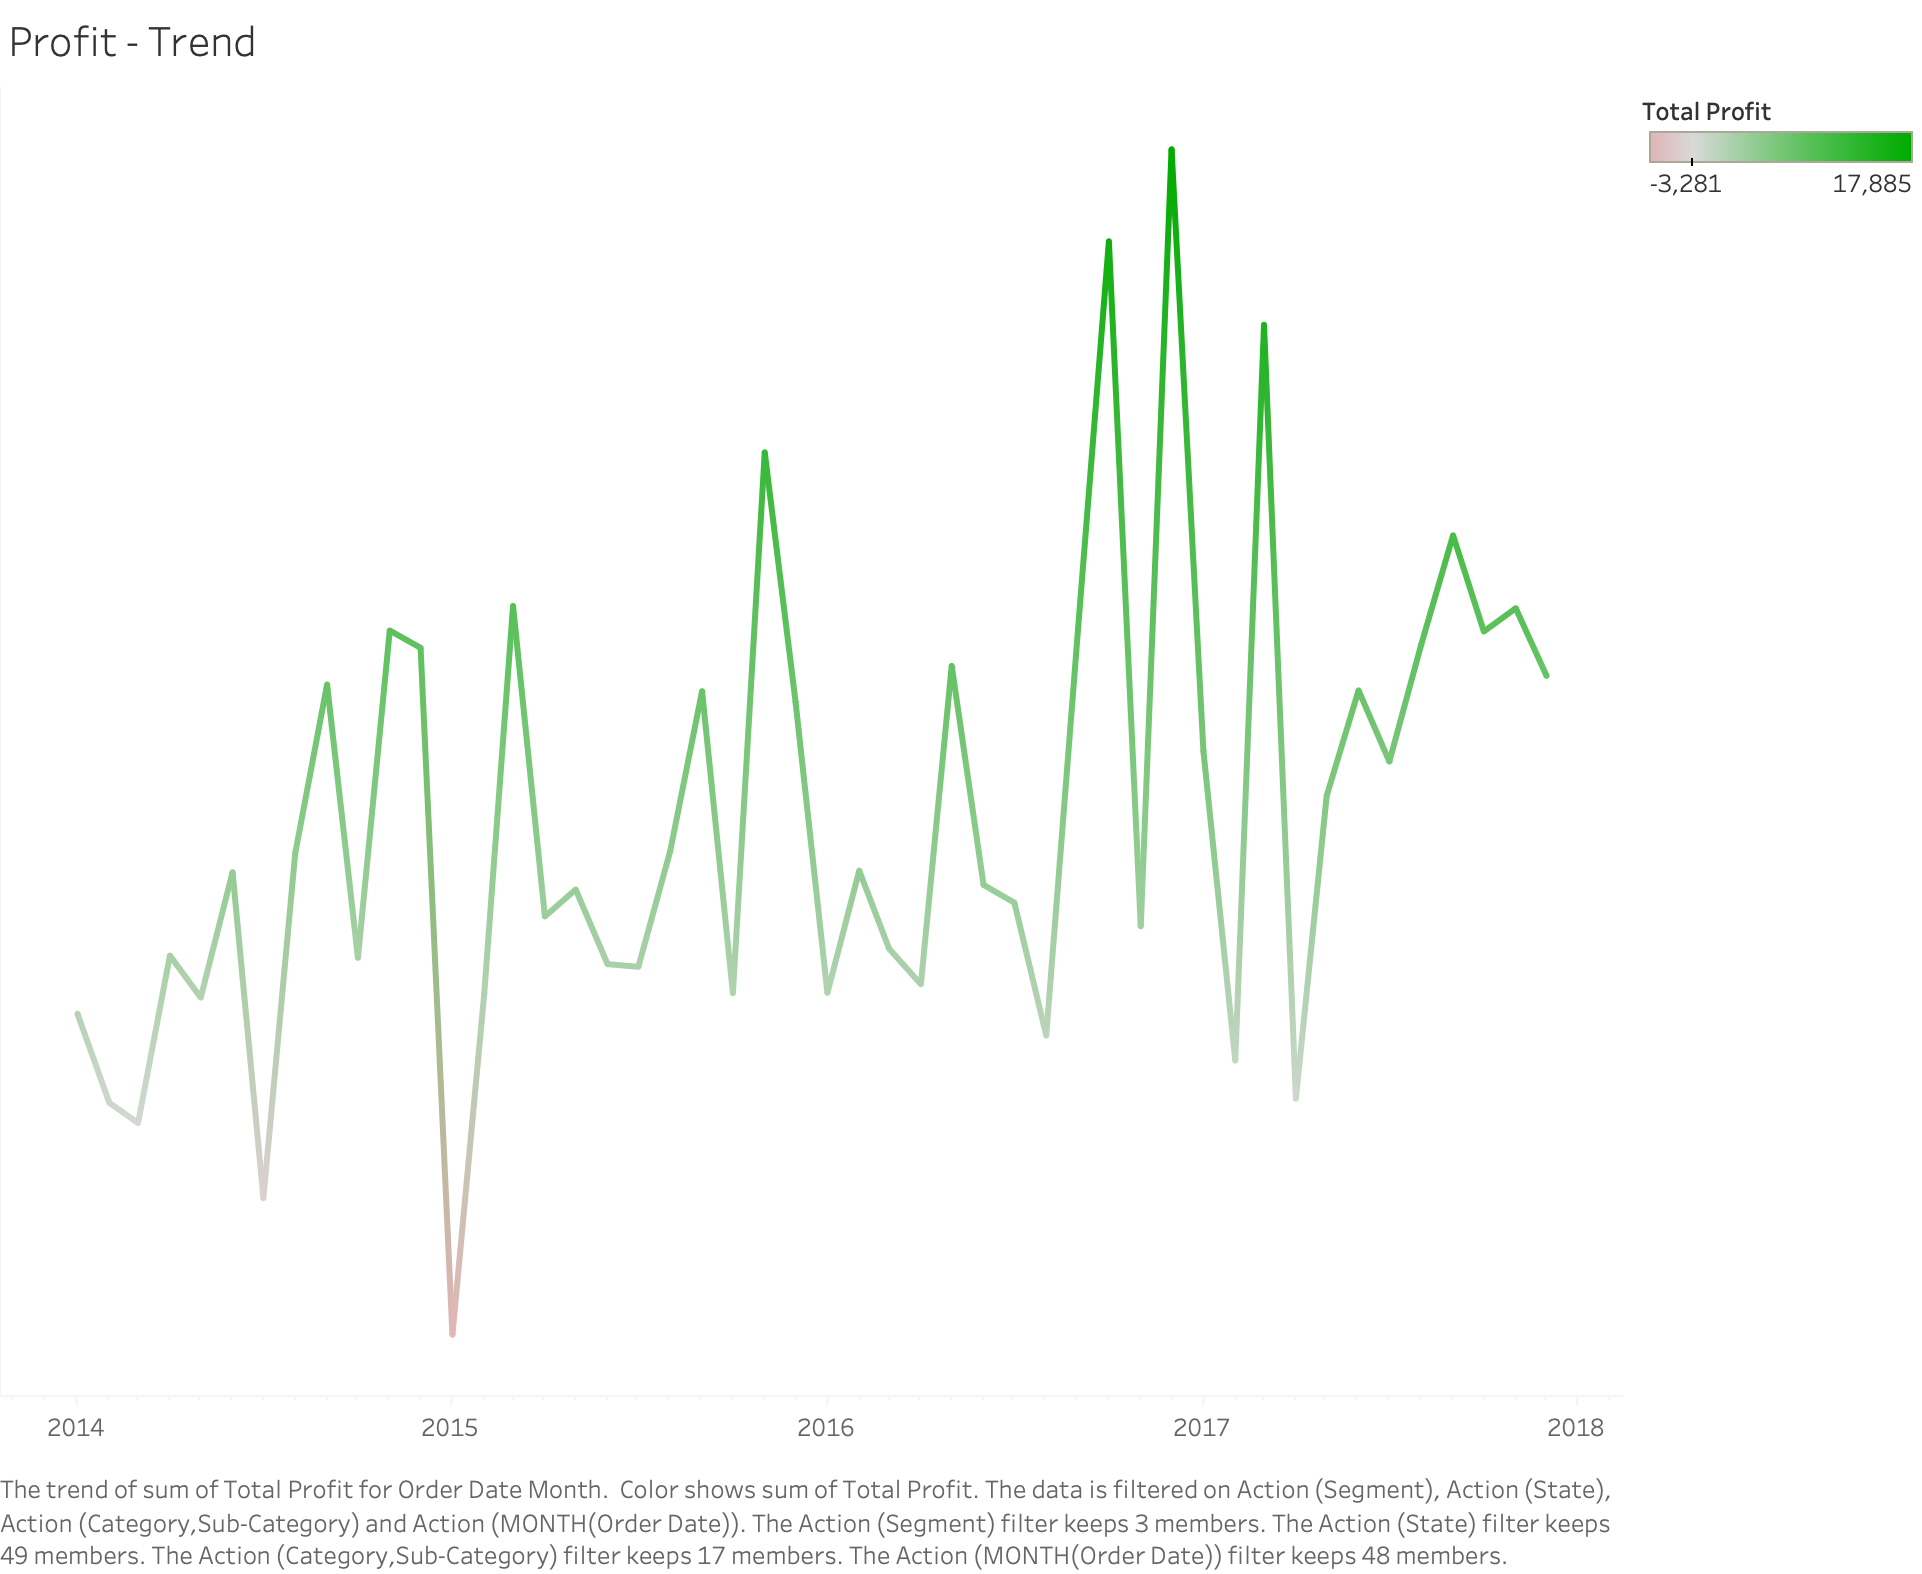 Profit - Trend
Total Profit
-3,281 17,885
2014 2015 2016 2017 2018
The trend of sum of Total Profit for Order Date Month.  Color shows sum of Total Profit. The data is filtered on Action (Segment), Action (State),
Action (Category,Sub-Category) and Action (MONTH(Order Date)). The Action (Segment) filter keeps 3 members. The Action (State) filter keeps
49 members. The Action (Category,Sub-Category) filter keeps 17 members. The Action (MONTH(Order Date)) filter keeps 48 members.